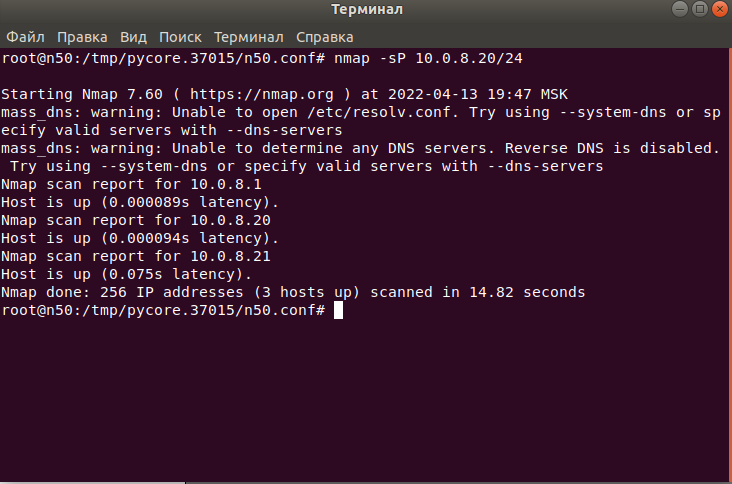 Терминал
Файл Правка Вид Поиск Терминал Справка
root@n50:/tmp/pycore.37015/n50.conf# nmap -sP 10.0.8.20/24
Starting Nmap 7.60 ( https://nmap.org ) at 2022-04-13 19:47 MSK
mass_dns: warning: Unable to open /etc/resolv.conf. Try using --system-dns or sp
ecify valid servers with --dns-servers
mass_dns: warning: Unable to determine any DNS servers. Reverse DNS is disabled.
 Try using --system-dns or specify valid servers with --dns-servers
Nmap scan report for 10.0.8.1
Host is up (0.000089s latency).
Nmap scan report for 10.0.8.20
Host is up (0.000094s latency).
Nmap scan report for 10.0.8.21
Host is up (0.075s latency).
Nmap done: 256 IP addresses (3 hosts up) scanned in 14.82 seconds
root@n50:/tmp/pycore.37015/n50.conf#